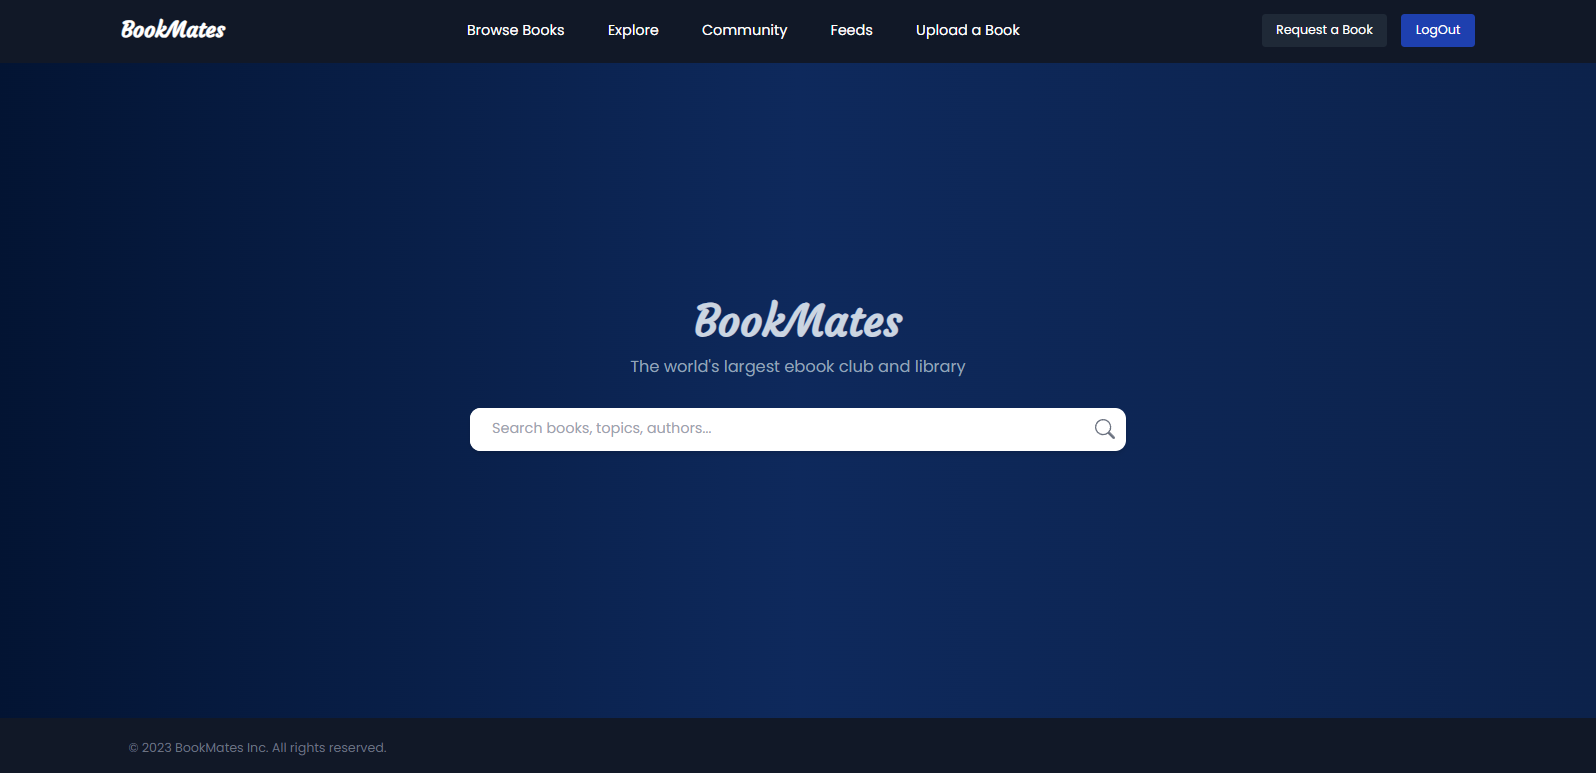 BookMates
Browse Books
Explore
Community
Feeds
Upload a Book
Request a Book
LogOut
BookMates
The world's largest ebook club and library
Search books, topics, authors...
© 2023 BookMates Inc. All rights reserved.